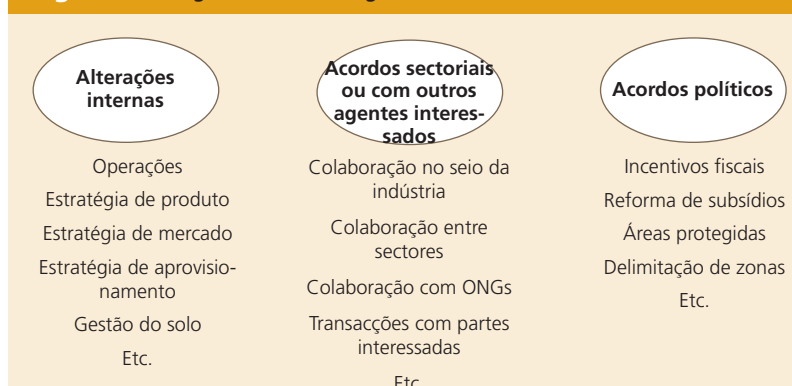 Alterações
internas
Operações
Estratégia de produto
Estratégia de mercado
Estratégia de aprovisio-
namento
Gestão do solo
Etc.
Acordos sectoriais
ou com outros
agentes interes-
sados
Colaboração no seio da
indústria
Colaboração entre
sectores
Colaboração com ONGs
Transacções com partes
interessadas
Etc.
Acordos políticos
Incentivos fiscais
Reforma de subsídios
Áreas protegidas
Delimitação de zonas
Etc.